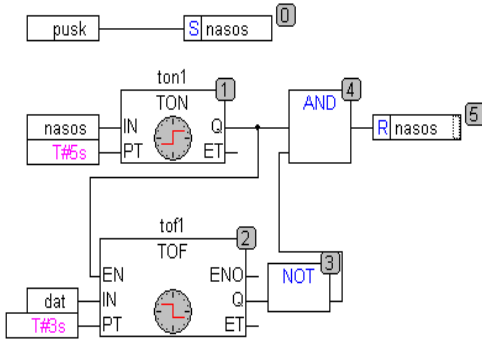 pusk S nasos 0
ton1 1
TON
nasos IN Q
T#5s PT ET
AND 4
R nasos 5
tof1 2
TOF
EN ENO
dat IN Q
T#3s PT ET
NOT 3